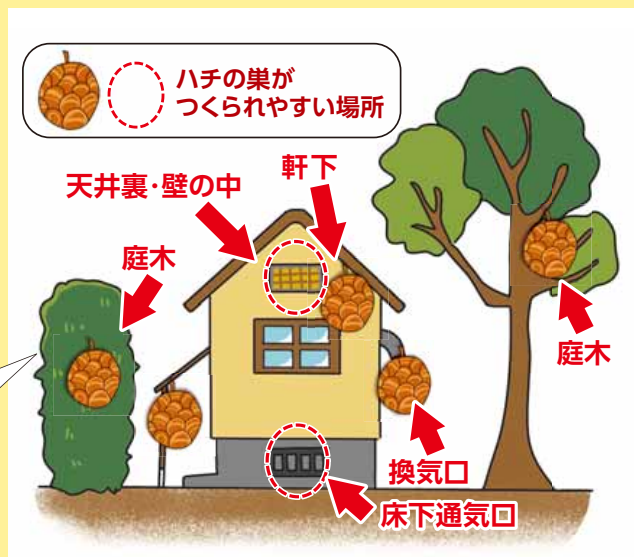 ハチの巣が
つくられやすい場所
軒下
天井裏・壁の中
庭木
庭木
換気口
床下通気口